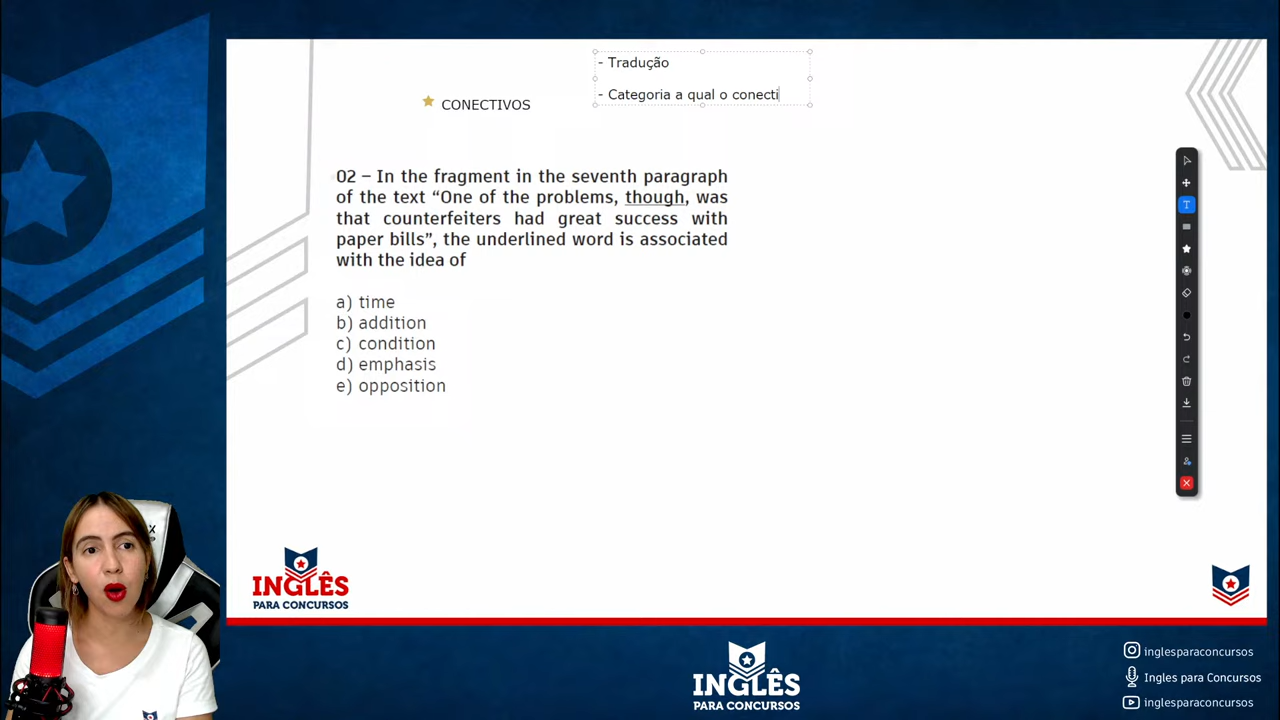 - Tradução
- Categoria a qual o conecti
CONECTIVOS
02 – In the fragment in the seventh paragraph
of the text “One of the problems, though, was
that counterfeiters had great success with
paper bills”, the underlined word is associated
with the idea of
a) time
b) addition
c) condition
d) emphasis
e) opposition
INGLÊS
PARA CONCURSOS
INGLÊS
PARA CONCURSOS
inglesparaconcursos
Ingles para Concursos
inglesparaconcursos